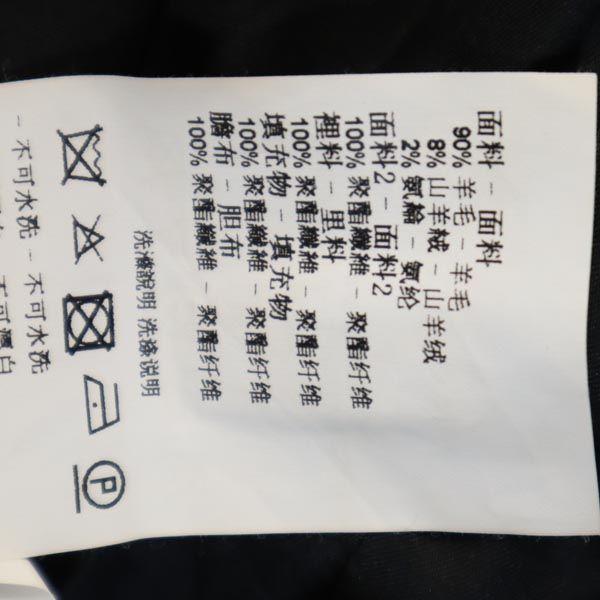 面料 - 面料
90% 羊毛 - 羊毛
8% 山羊絨 - 山羊绒
2% 氨綸 - 氨纶
面料2 - 面料2
100% 聚酯纖維 - 聚酯纤维
裡料 - 里料
100% 聚酯纖維 - 聚酯纤维
填充物 - 填充物
100% 聚酯纖維 - 聚酯纤维
膽布 - 胆布
100% 聚酯纖維 - 聚酯纤维
洗滌說明 洗涤说明
P
- 不可水洗 - 不可水洗
不可漂白